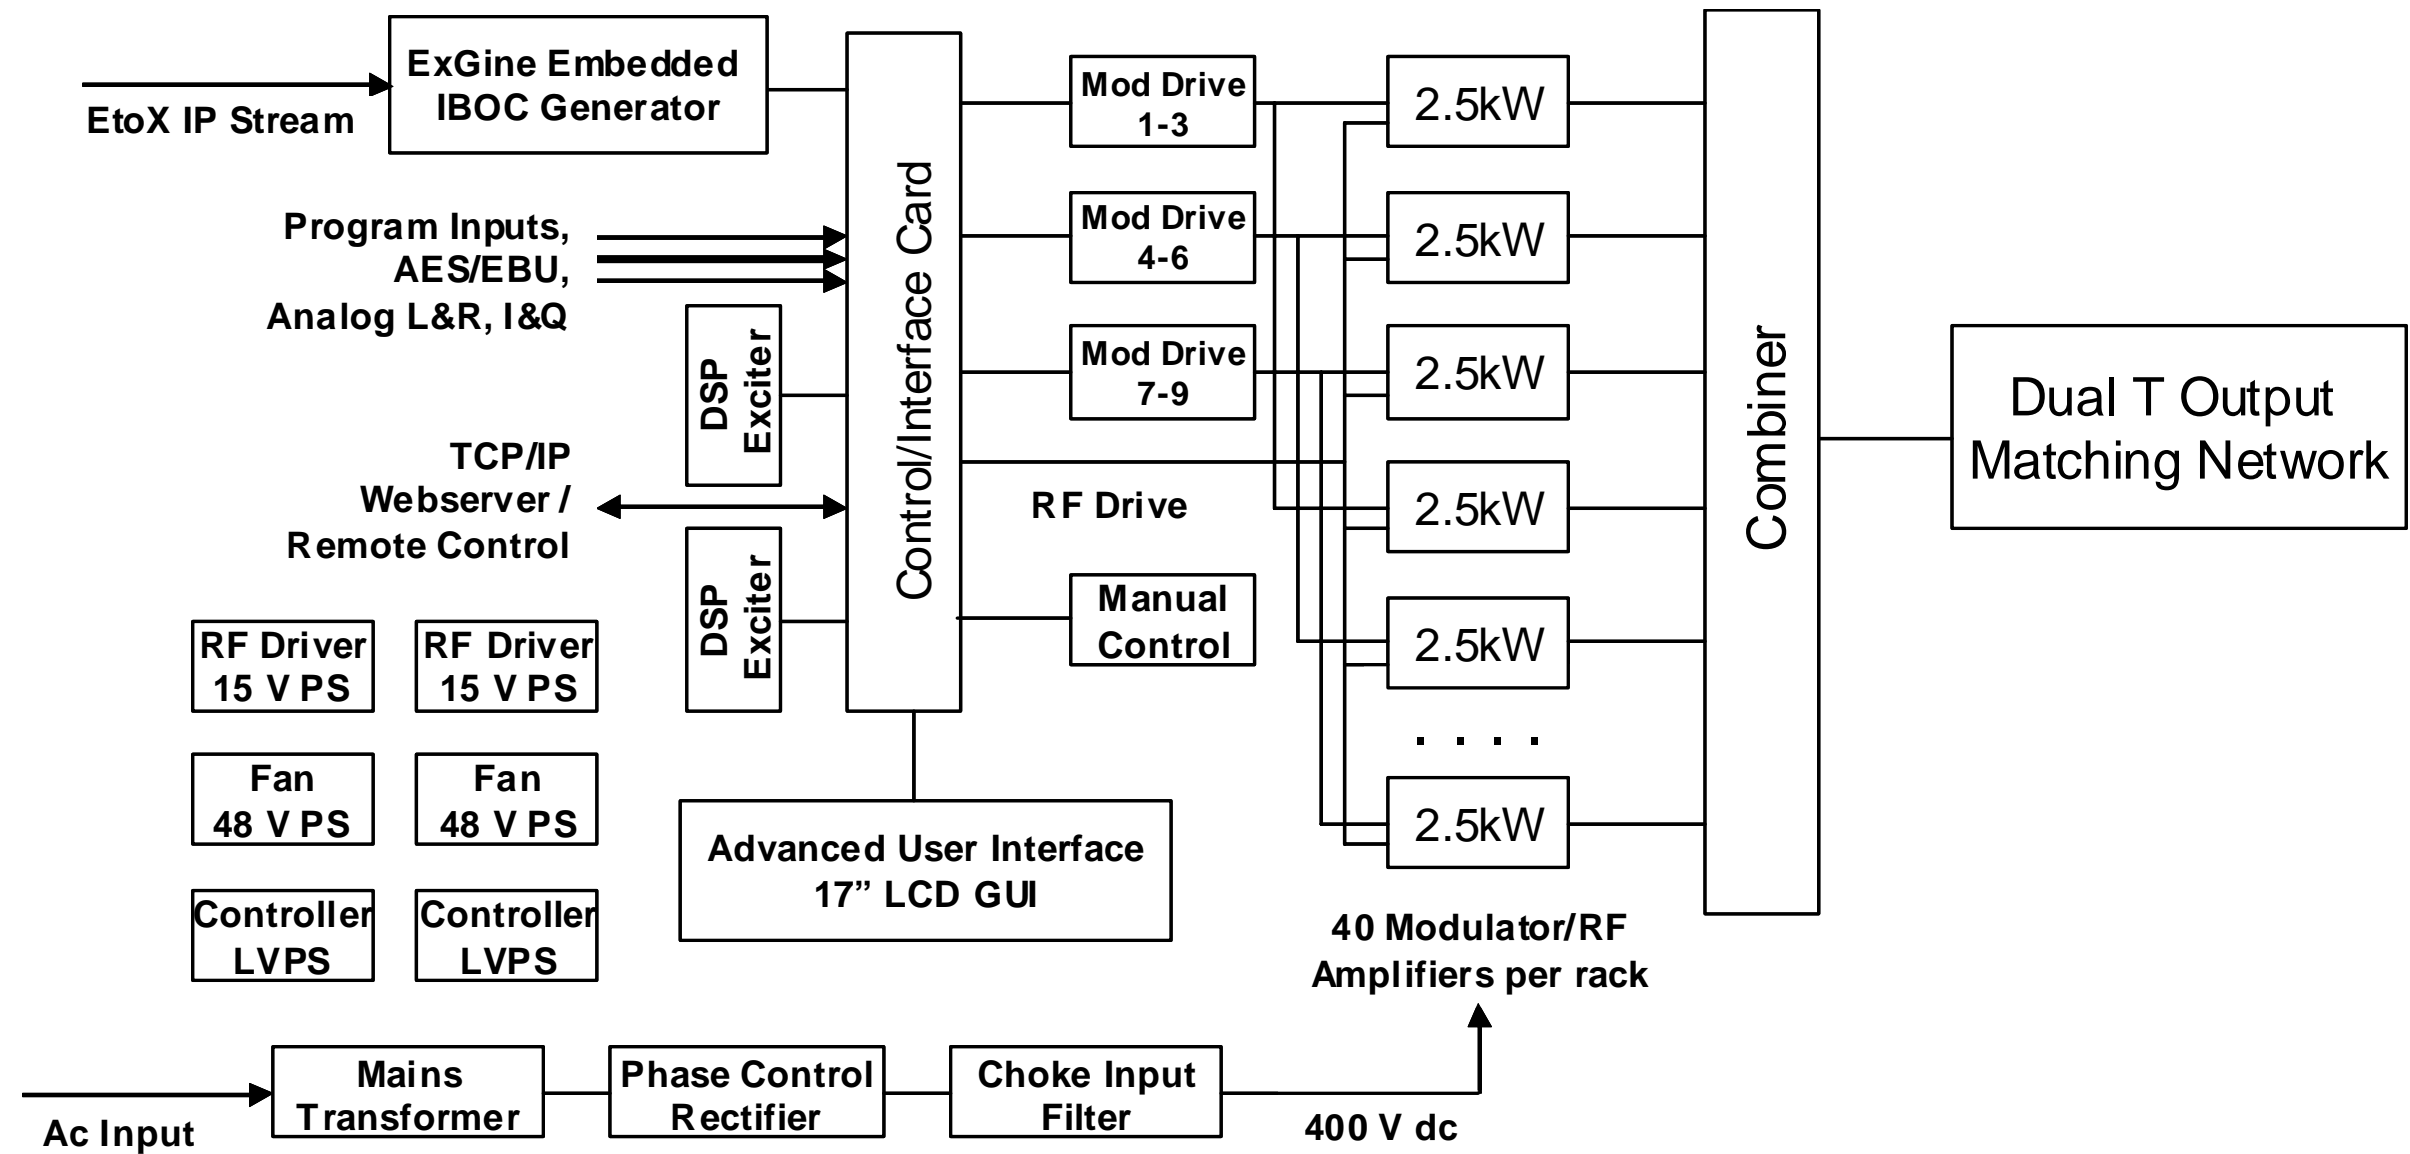 ExGine Embedded
IBOC Generator
EtoX IP Stream
Program Inputs,
AES/EBU,
Analog L&R, I&Q
DSP
Exciter
TCP/IP
Webserver /
Remote Control
DSP
Exciter
Control/Interface Card
Mod Drive
1-3
Mod Drive
4-6
Mod Drive
7-9
RF Drive
Manual
Control
2.5kW
2.5kW
2.5kW
2.5kW
2.5kW
. . . .
2.5kW
Combiner
Dual T Output
Matching Network
RF Driver
15 V PS
RF Driver
15 V PS
Fan
48 V PS
Fan
48 V PS
Controller
LVPS
Controller
LVPS
Advanced User Interface
17” LCD GUI
40 Modulator/RF
Amplifiers per rack
Ac Input
Mains
Transformer
Phase Control
Rectifier
Choke Input
Filter
400 V dc